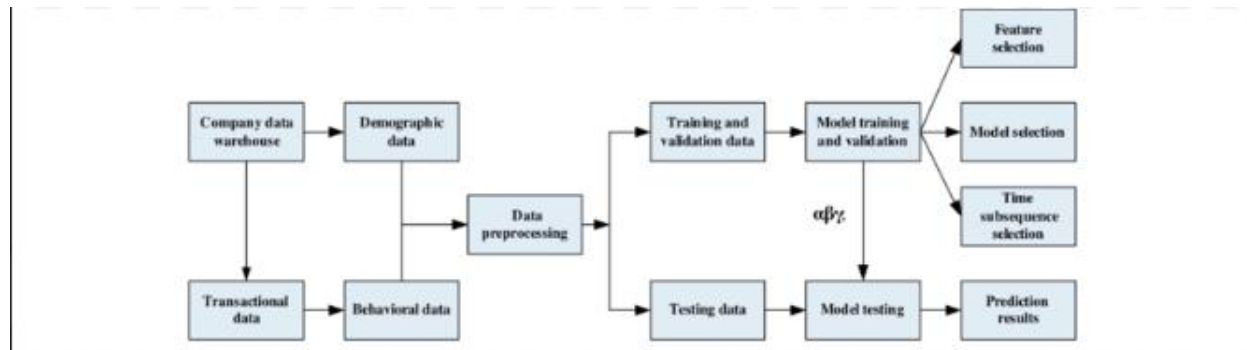 Feature
selection
Company data
warehouse
Demographic
data
Training and
validation data
Model training
and validation
Model selection
Data
preprocessing
αβγ
Time
subsequence
selection
Transactional
data
Behavioral data
Testing data
Model testing
Prediction
results